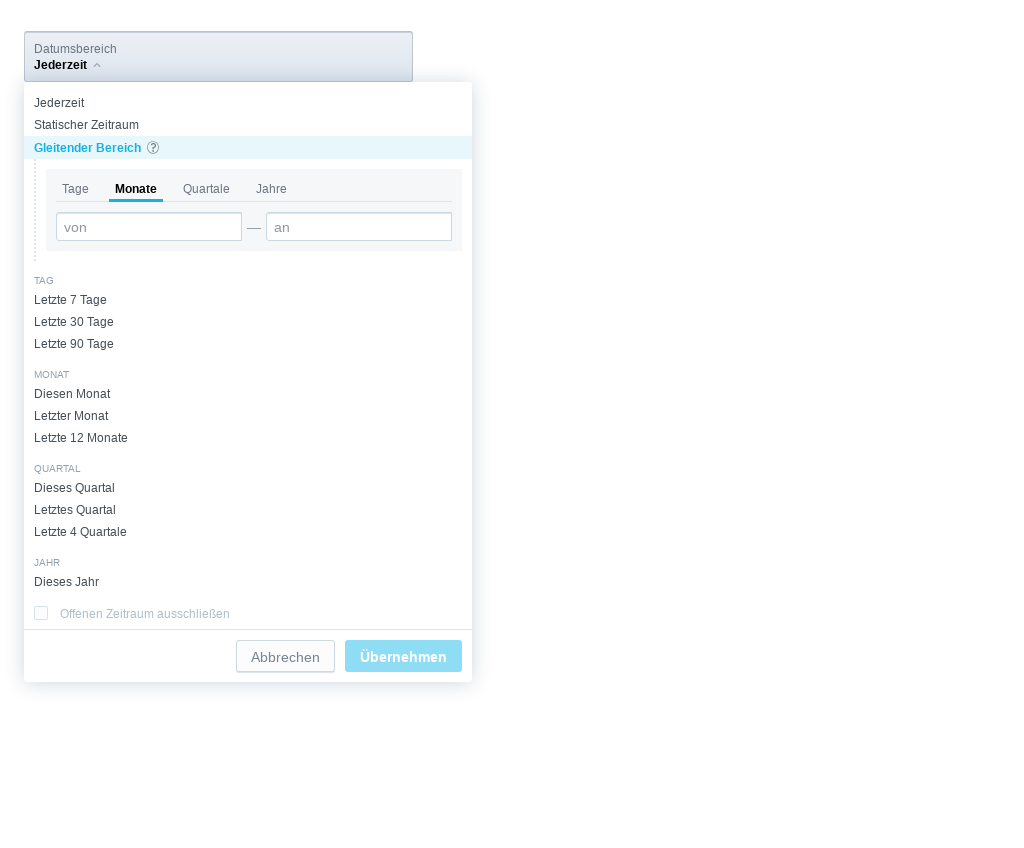 Datumsbereich
Jederzeit
Jederzeit
Statischer Zeitraum
Gleitender Bereich ?
Tage Monate Quartale Jahre
von — an
TAG
Letzte 7 Tage
Letzte 30 Tage
Letzte 90 Tage
MONAT
Diesen Monat
Letzter Monat
Letzte 12 Monate
QUARTAL
Dieses Quartal
Letztes Quartal
Letzte 4 Quartale
JAHR
Dieses Jahr
Offenen Zeitraum ausschließen
Abbrechen Übernehmen